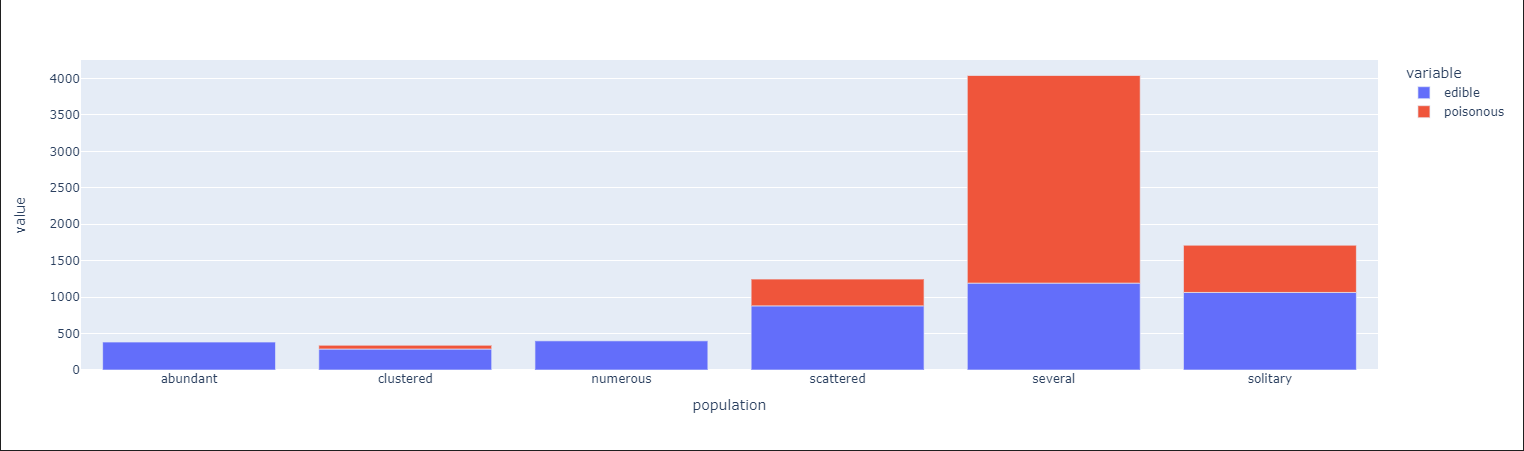 variable
edible
poisonous
4000
3500
3000
2500
2000
1500
1000
500
0
value
abundant
clustered
numerous
scattered
several
solitary
population